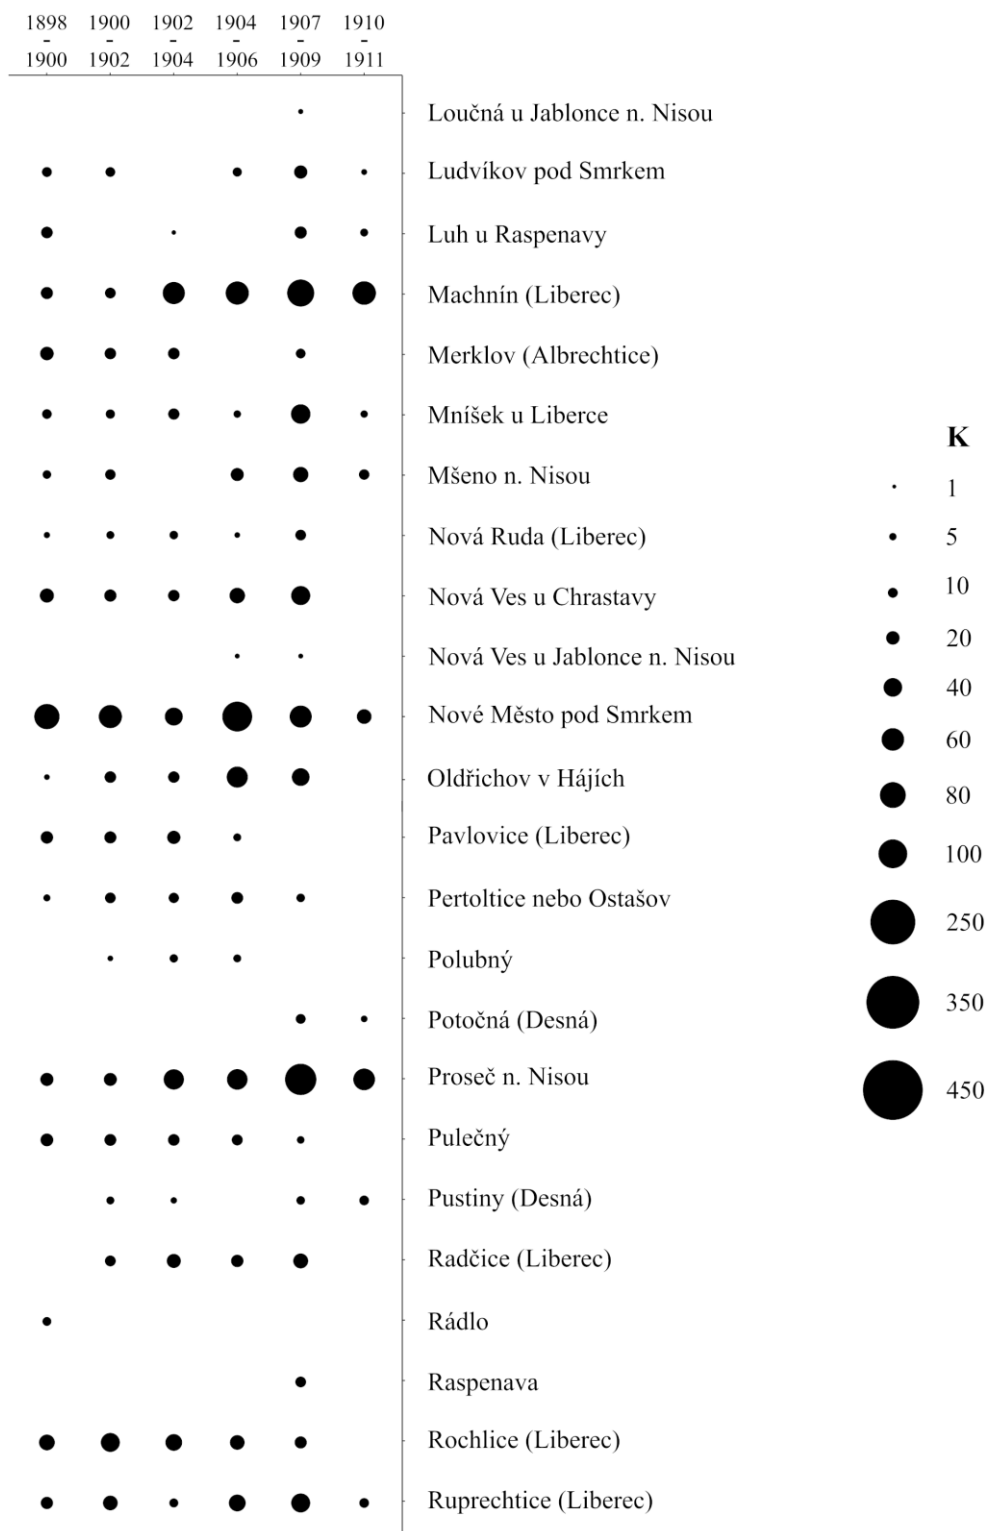 1898 1900 1902 1904 1907 1910
- - - - - -
1900 1902 1904 1906 1909 1911
Loučná u Jablonce n. Nisou
Ludvíkov pod Smrkem
Luh u Raspenavy
Machnín (Liberec)
Merklov (Albrechtice)
Mníšek u Liberce
Mšeno n. Nisou
Nová Ruda (Liberec)
Nová Ves u Chrastavy
Nová Ves u Jablonce n. Nisou
Nové Město pod Smrkem
Oldřichov v Hájích
Pavlovice (Liberec)
Pertoltice nebo Ostašov
Polubný
Potočná (Desná)
Proseč n. Nisou
Pulečný
Pustiny (Desná)
Radčice (Liberec)
Rádlo
Raspenava
Rochlice (Liberec)
Ruprechtice (Liberec)
K
1
5
10
20
40
60
80
100
250
350
450